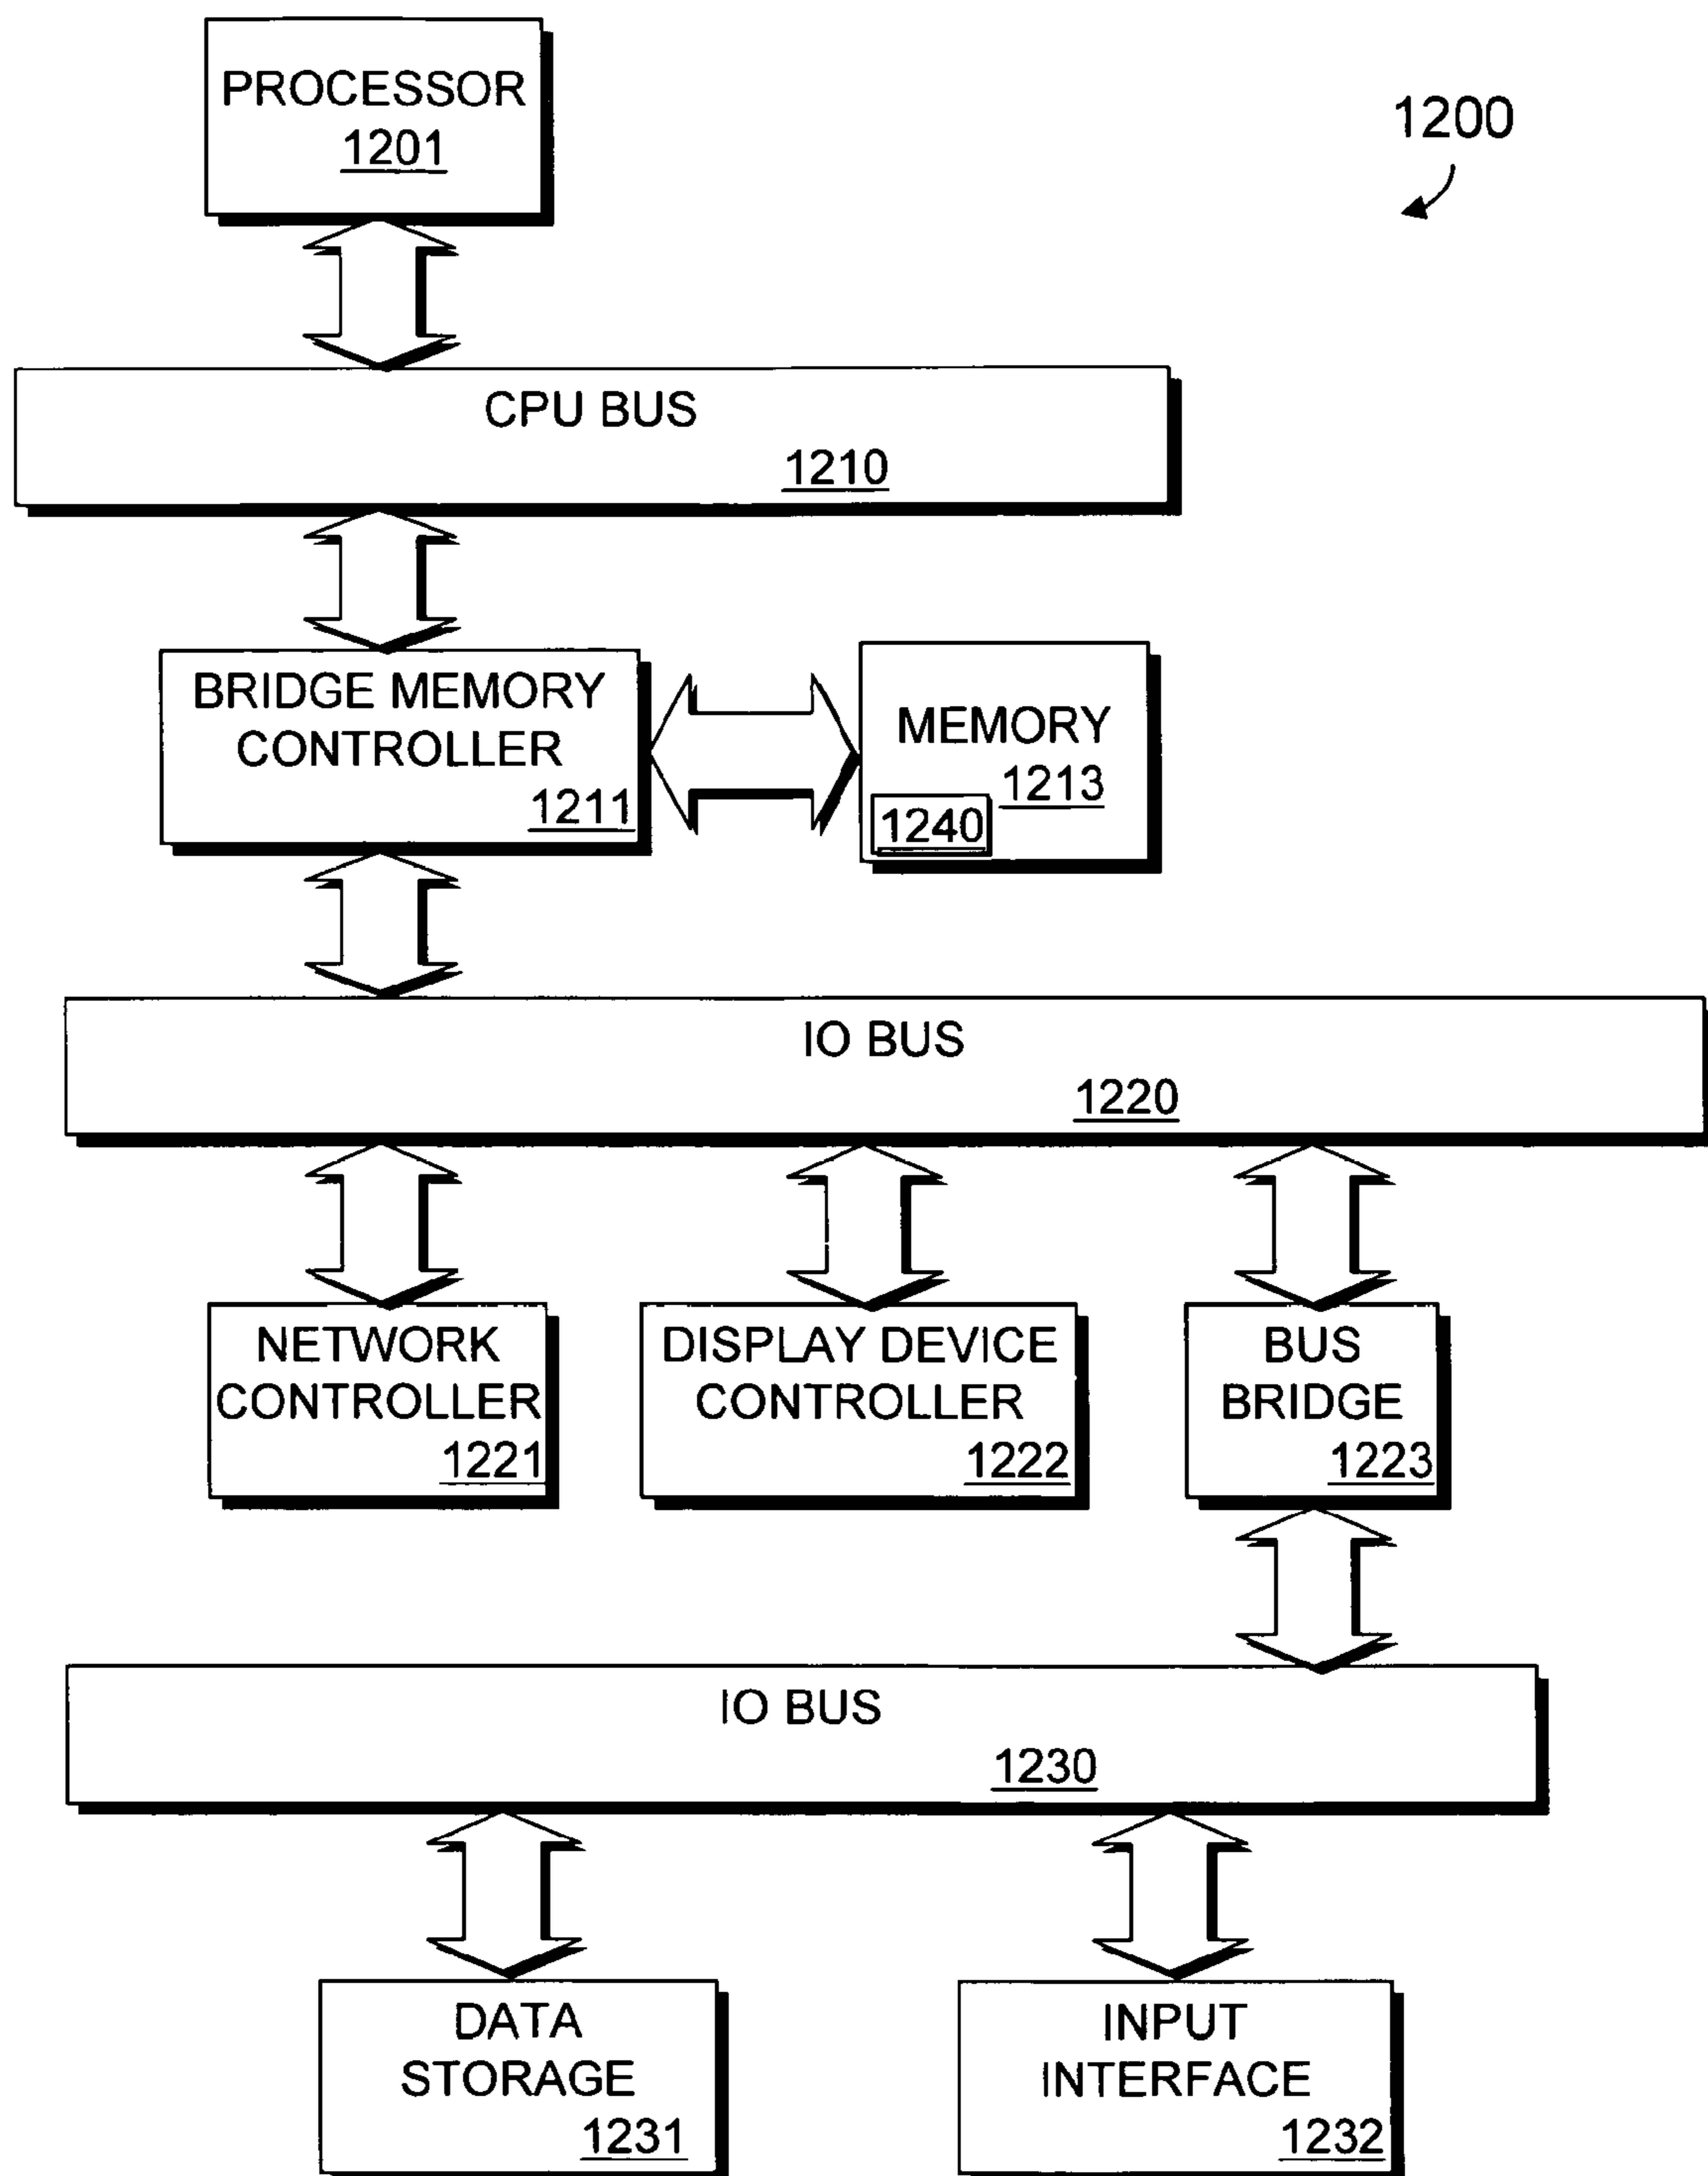 PROCESSOR
1201
1200
CPU BUS
1210
BRIDGE MEMORY
CONTROLLER
1211
MEMORY
1213
1240
IO BUS
1220
NETWORK
CONTROLLER
1221
DISPLAY DEVICE
CONTROLLER
1222
BUS
BRIDGE
1223
IO BUS
1230
DATA
STORAGE
1231
INPUT
INTERFACE
1232